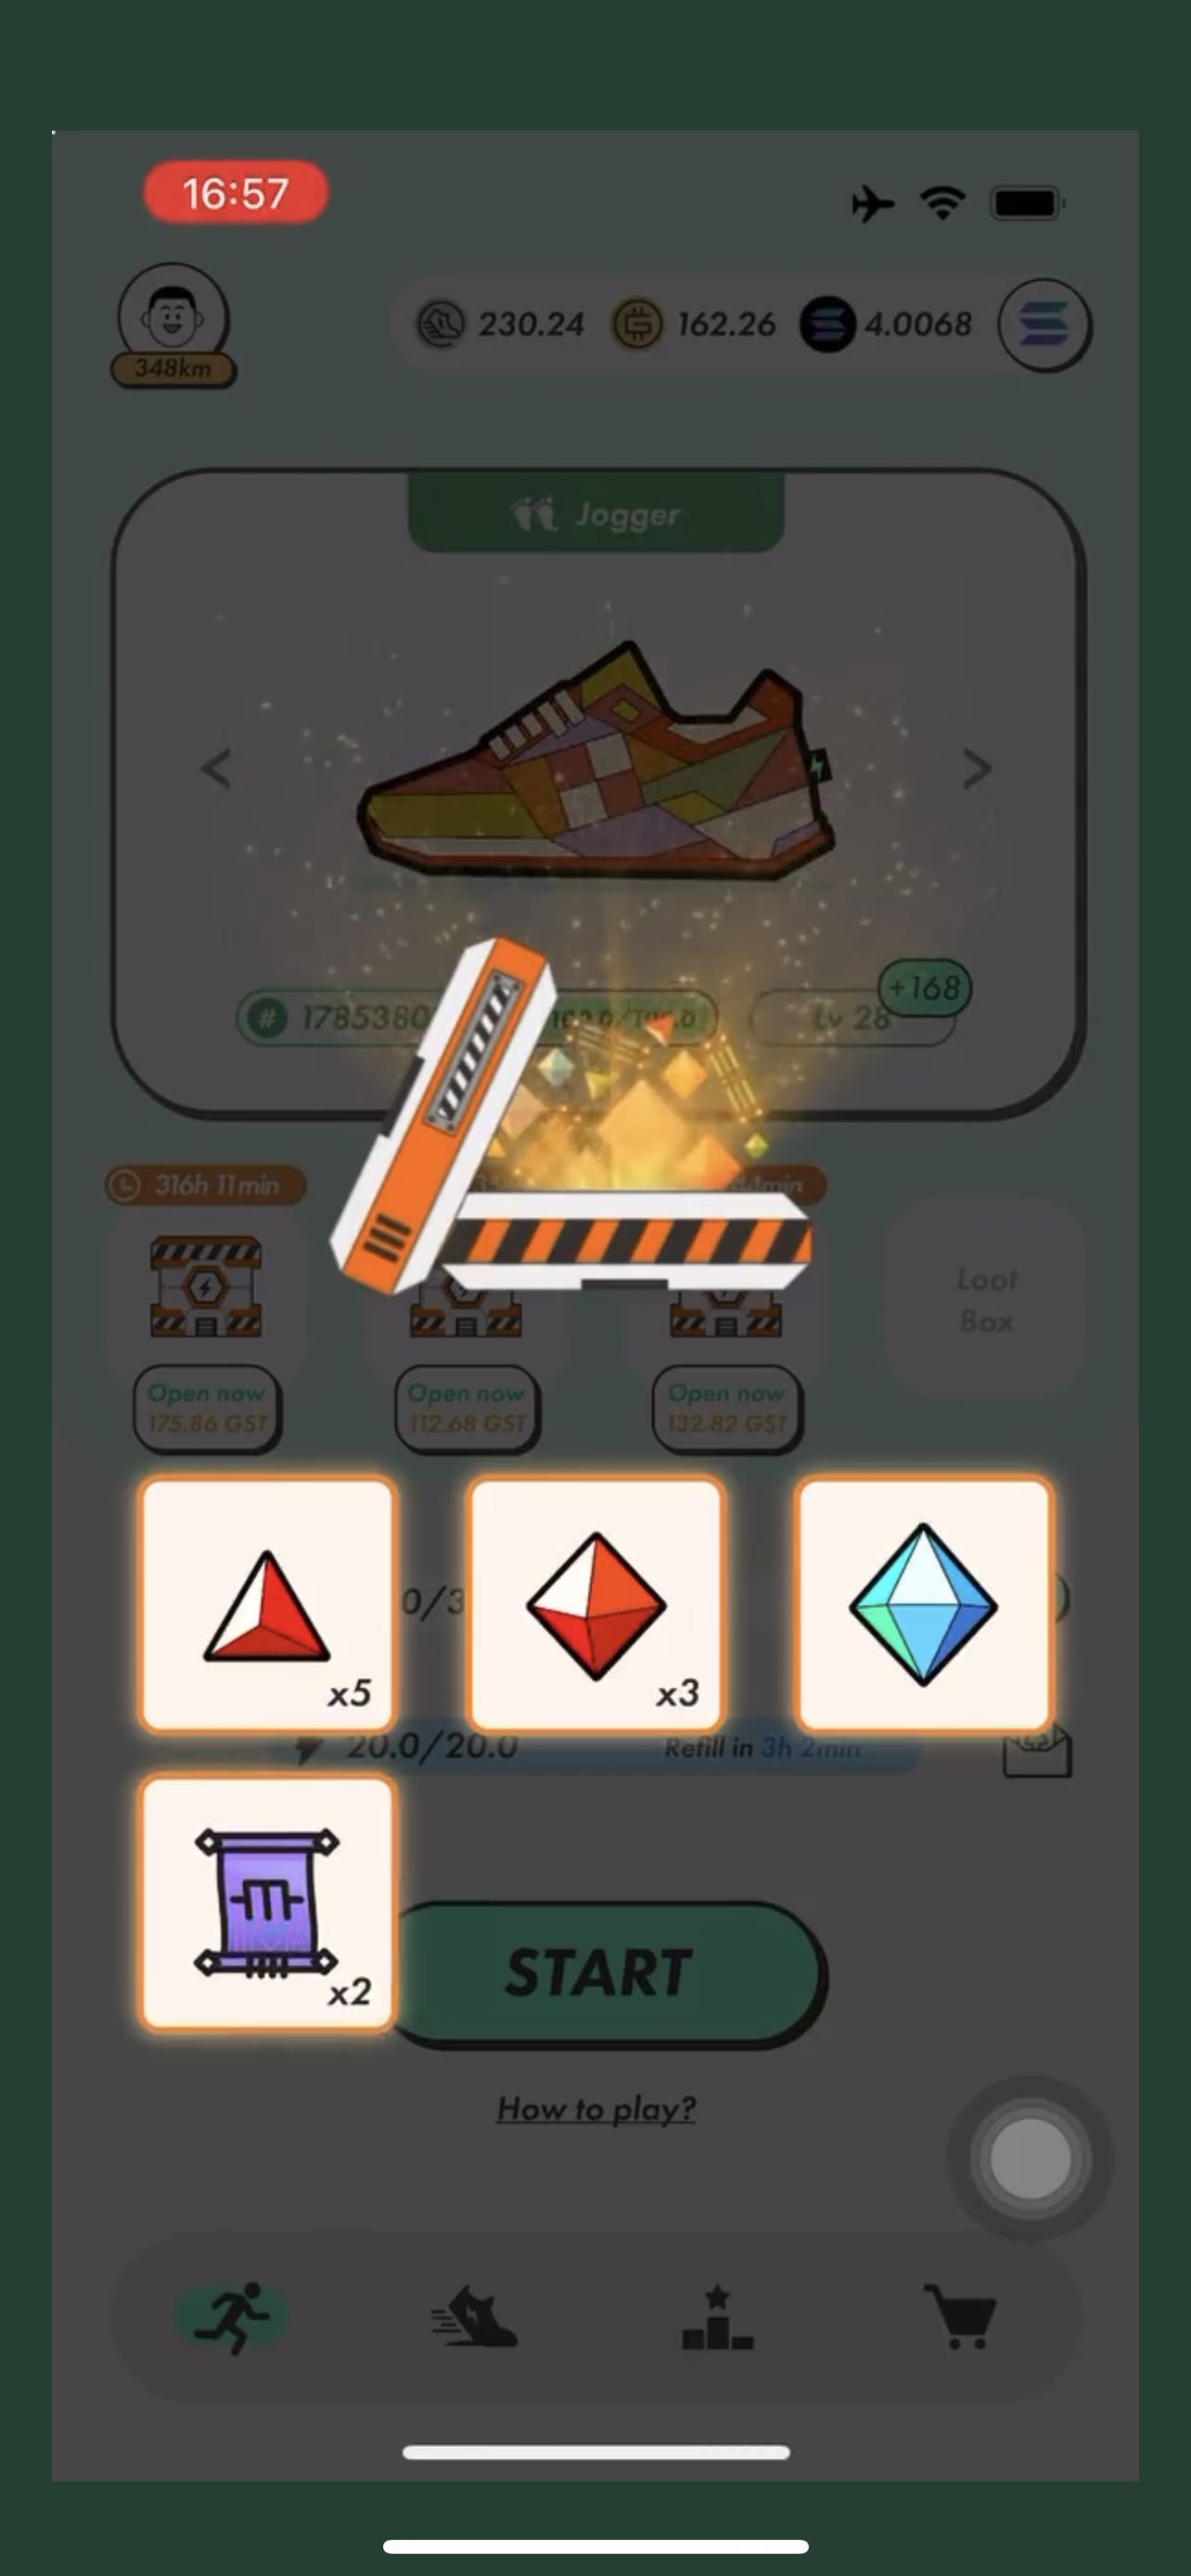 16:57
230.24 162.26 4.0068
348km
Jogger
+168
# 1785380
Lv 28
316h 11min
Loot
Box
Open now Open now Open now
175.86 GST 112.68 GST 132.82 GST
x5 x3
20.0/20.0 Refill in 3h 2min
x2
START
How to play?